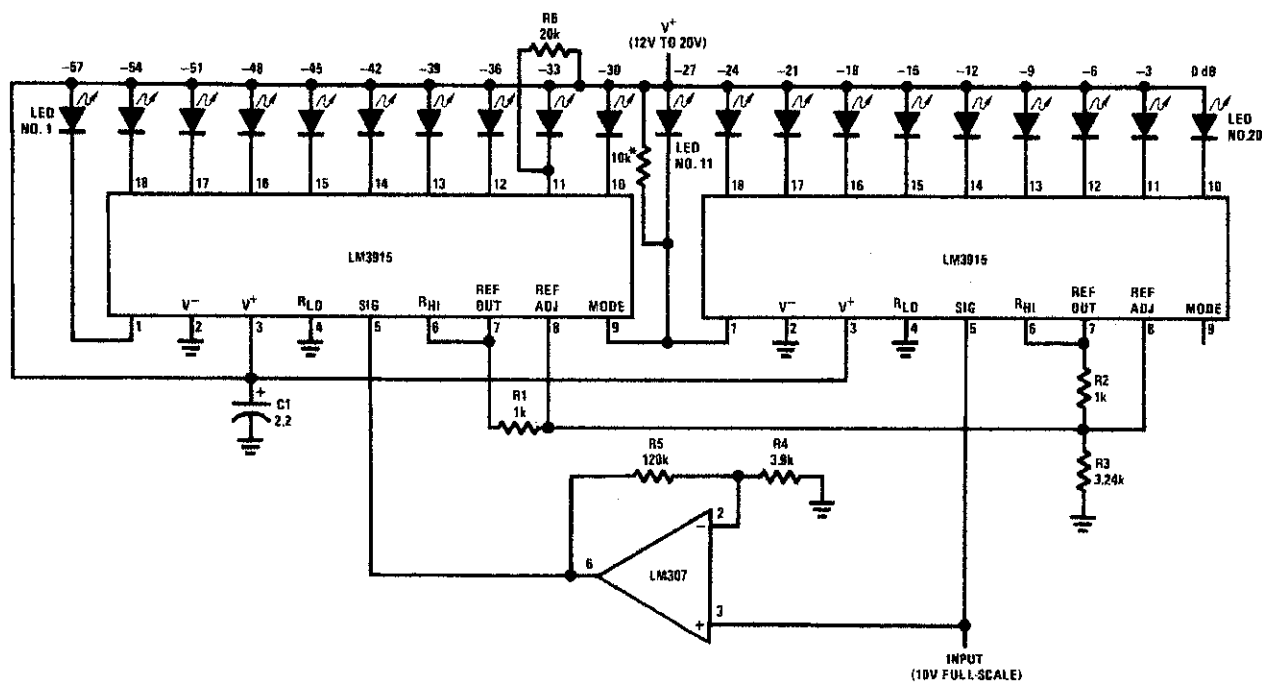 R6
20k
V+
(12V TO 20V)
-57 -54 -51 -48 -45 -42 -39 -36 -33 -30 -27 -24 -21 -18 -15 -12 -9 -6 -3 0 dB
LED
NO. 1
10k*
LED
NO. 11
LED
NO. 20
18 17 16 15 14 13 12 11 10 18 17 16 15 14 13 12 11 10
LM3915
LM3915
V- V+ RLO SIG RHI REF OUT REF ADJ MODE
V- V+ RLO SIG RHI REF OUT REF ADJ MODE
1 2 3 4 5 6 7 8 9 1 2 3 4 5 6 7 8 9
+
C1
2.2
R1
1k
R2
1k
R3
3.24k
R5
120k
R4
3.9k
2
-
6
LM307
3
+
INPUT
(10V FULL-SCALE)